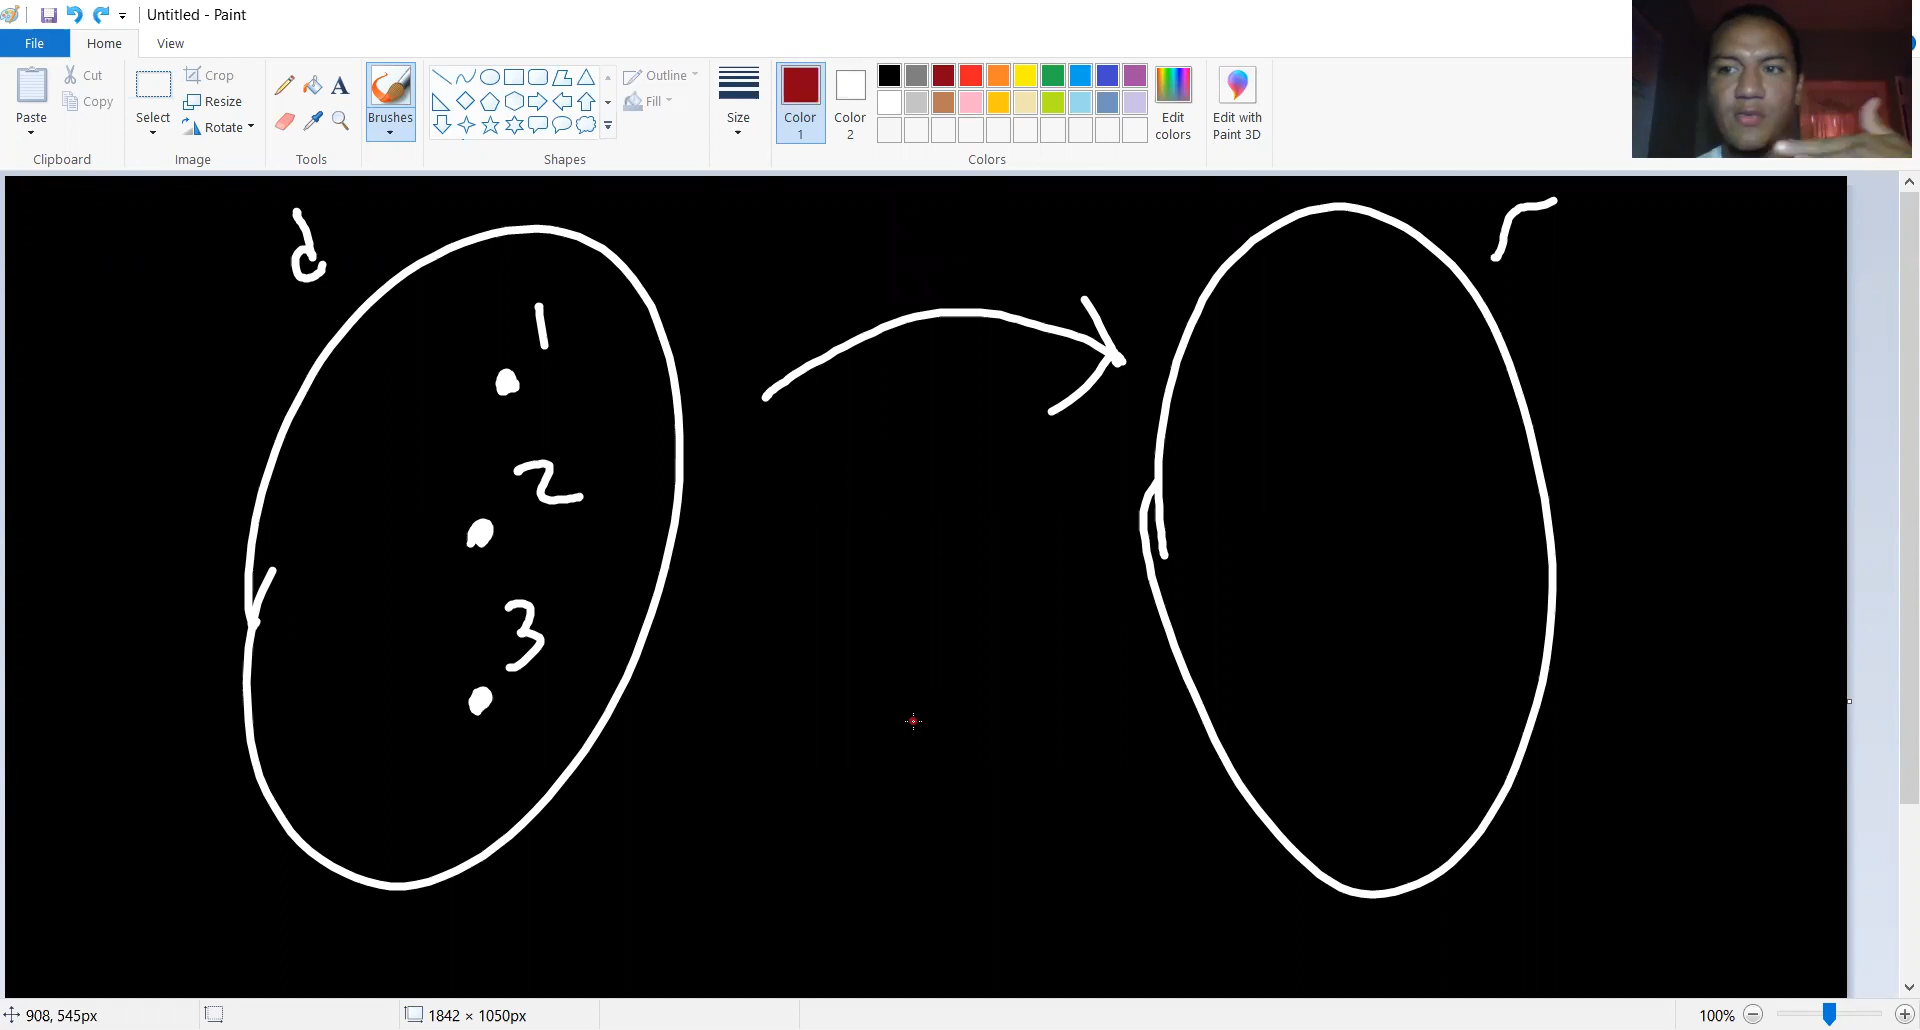 Untitled - Paint
File Home View
Paste
Cut
Copy
Clipboard
Select
Crop
Resize
Rotate
Image
Tools
Brushes
Shapes
Outline
Fill
Size
Color 1
Color 2
Colors
Edit colors
Edit with Paint 3D
d
r
1
2
3
908, 545px
1842 × 1050px
100%